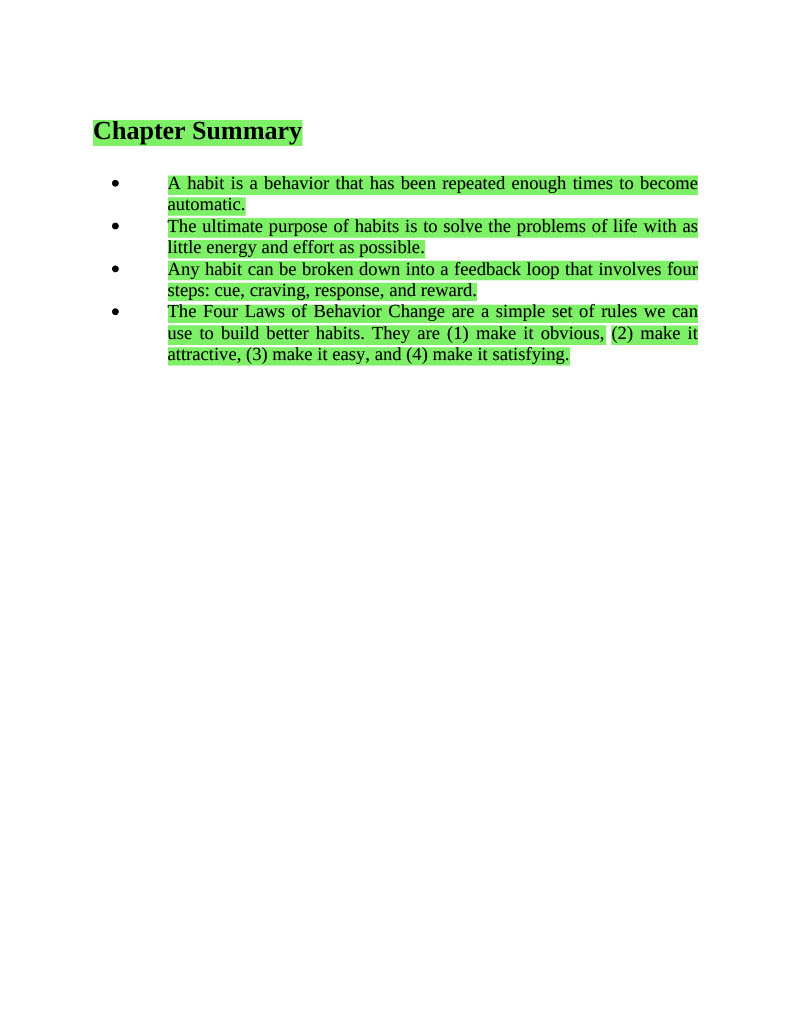 Chapter Summary
• A habit is a behavior that has been repeated enough times to become
automatic.
• The ultimate purpose of habits is to solve the problems of life with as
little energy and effort as possible.
• Any habit can be broken down into a feedback loop that involves four
steps: cue, craving, response, and reward.
• The Four Laws of Behavior Change are a simple set of rules we can
use to build better habits. They are (1) make it obvious, (2) make it
attractive, (3) make it easy, and (4) make it satisfying.